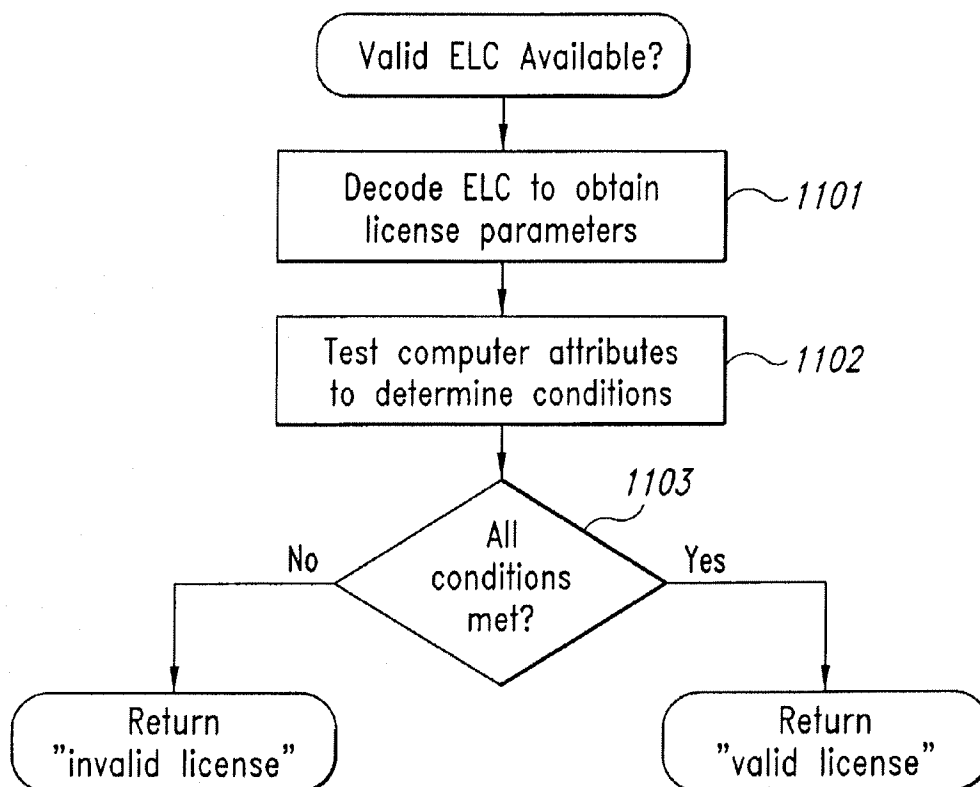 Valid ELC Available?
Decode ELC to obtain
license parameters
1101
Test computer attributes
to determine conditions
1102
1103
All
conditions
met?
No
Yes
Return
"invalid license"
Return
"valid license"